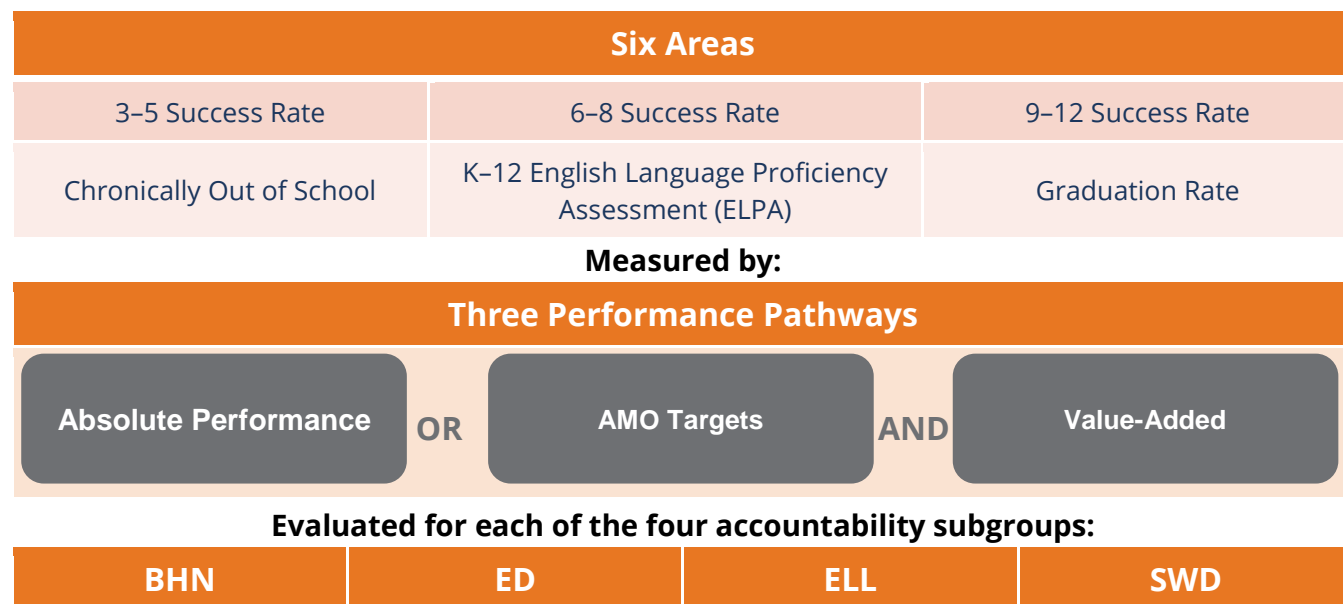 Six Areas
3–5 Success Rate 6–8 Success Rate 9–12 Success Rate
Chronically Out of School K–12 English Language Proficiency Assessment (ELPA) Graduation Rate
Measured by:
Three Performance Pathways
Absolute Performance OR AMO Targets AND Value-Added
Evaluated for each of the four accountability subgroups:
BHN ED ELL SWD